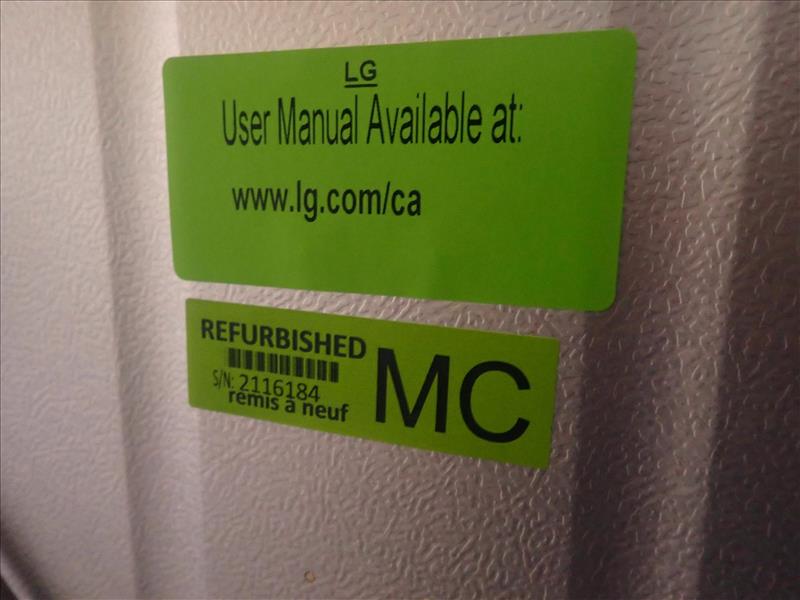 LG
User Manual Available at:
www.lg.com/ca
REFURBISHED
S/N: 2116184
remis à neuf
MC